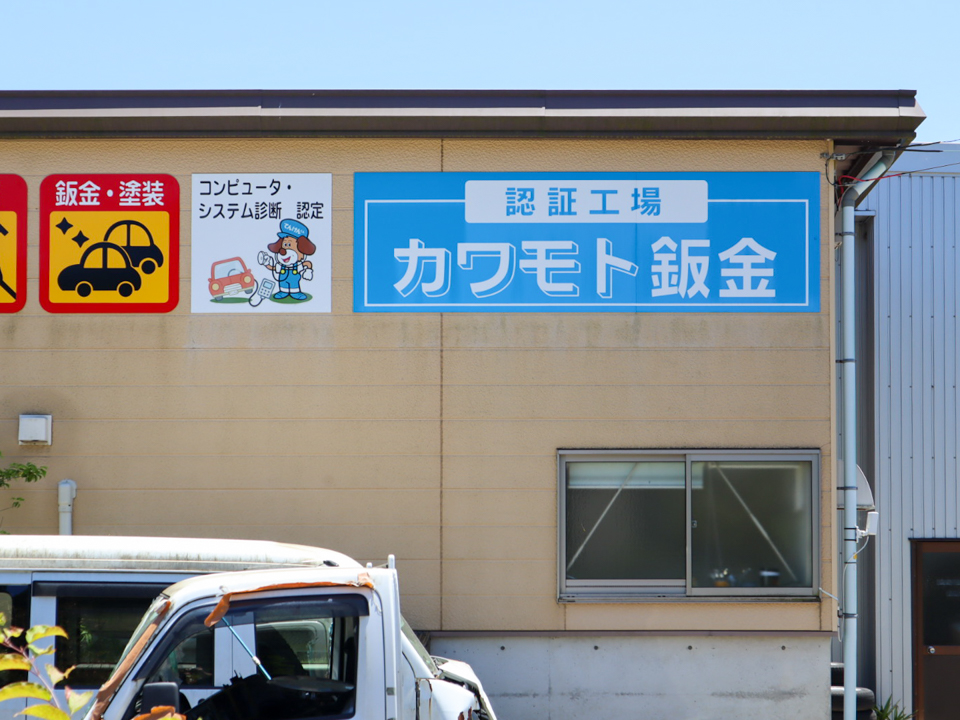 鈑金・塗装
コンピュータ・
システム診断 認定
認証工場
カワモト鈑金